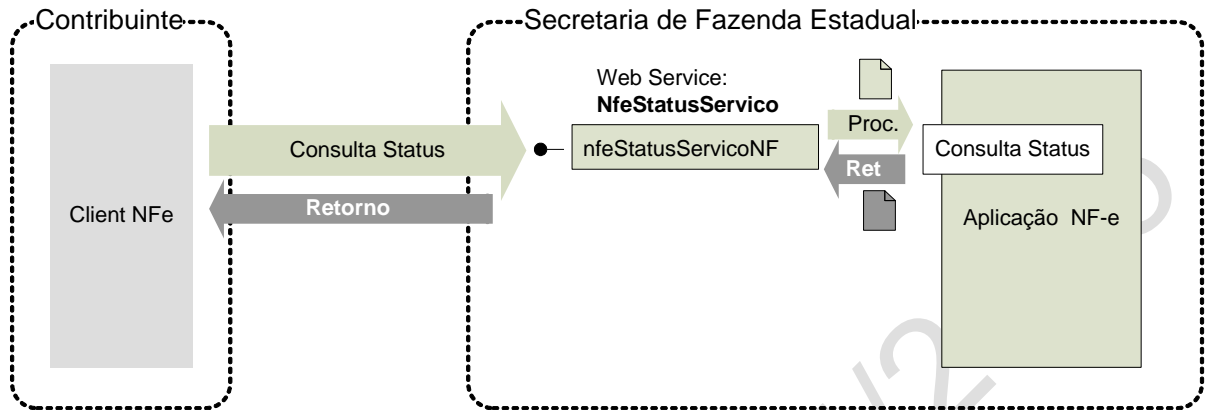 Contribuinte
Secretaria de Fazenda Estadual
Web Service:
NfeStatusServico
Proc.
Consulta Status
nfeStatusServicoNF
Consulta Status
Ret
Retorno
Client NFe
Aplicação NF-e